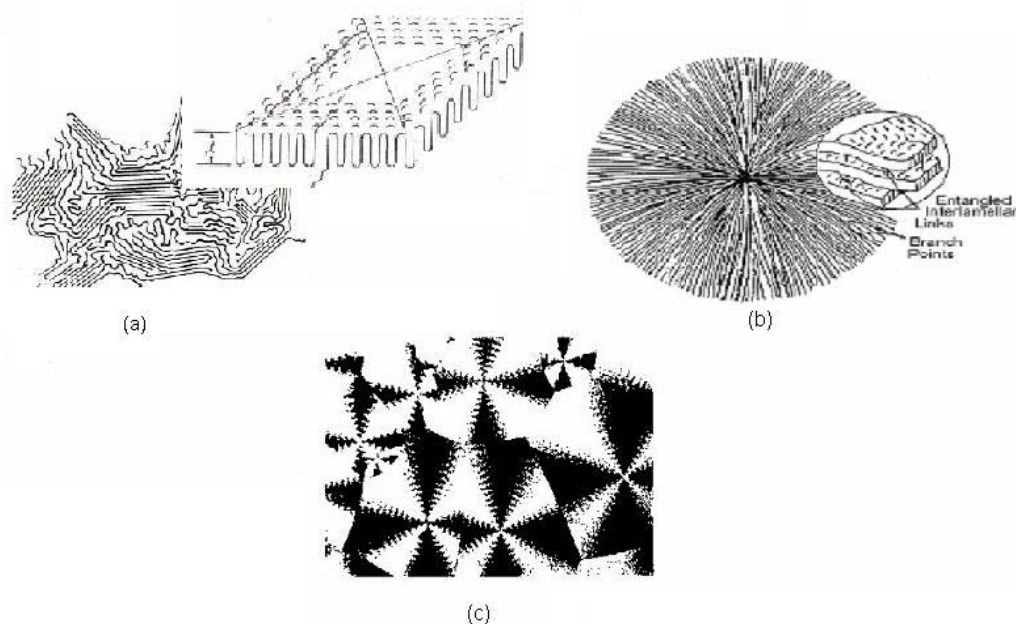 (a)
Entangled
Interlamellar
Links
Branch
Points
(b)
(c)